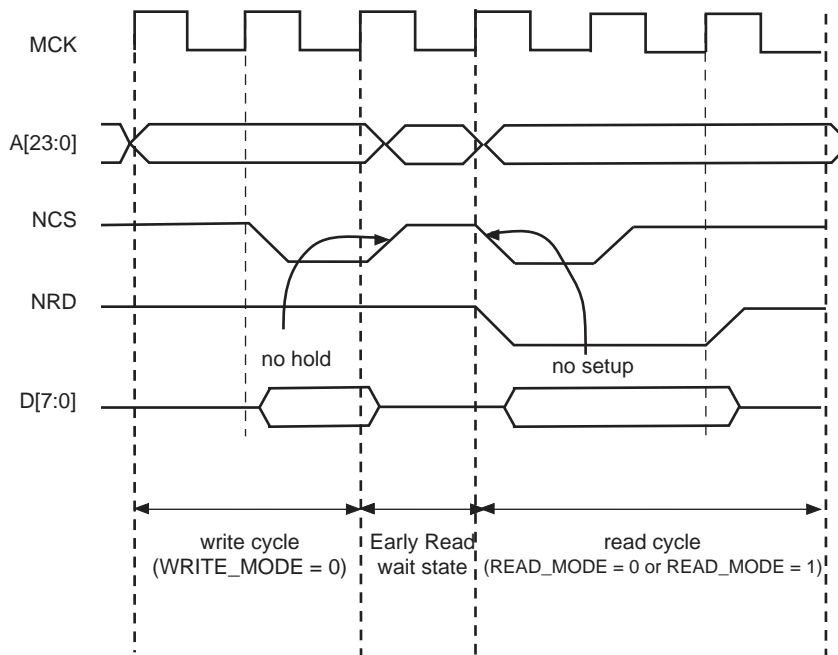 MCK
A[23:0]
NCS
NRD
no hold
no setup
D[7:0]
write cycle
(WRITE_MODE = 0)
Early Read
wait state
read cycle
(READ_MODE = 0 or READ_MODE = 1)